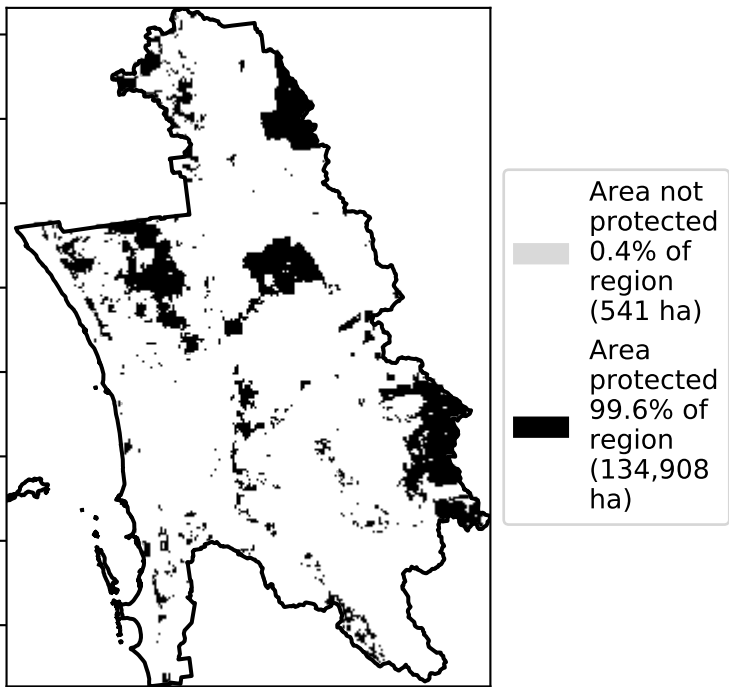 Area not
protected
0.4% of
region
(541 ha)
Area
protected
99.6% of
region
(134,908
ha)